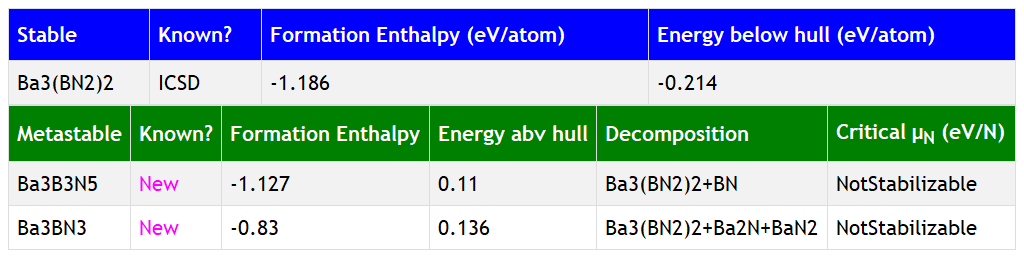 Stable Known? Formation Enthalpy (eV/atom) Energy below hull (eV/atom)
Ba3(BN2)2 ICSD -1.186 -0.214
Metastable Known? Formation Enthalpy Energy abv hull Decomposition Critical μN (eV/N)
Ba3B3N5 New -1.127 0.11 Ba3(BN2)2+BN NotStabilizable
Ba3BN3 New -0.83 0.136 Ba3(BN2)2+Ba2N+BaN2 NotStabilizable